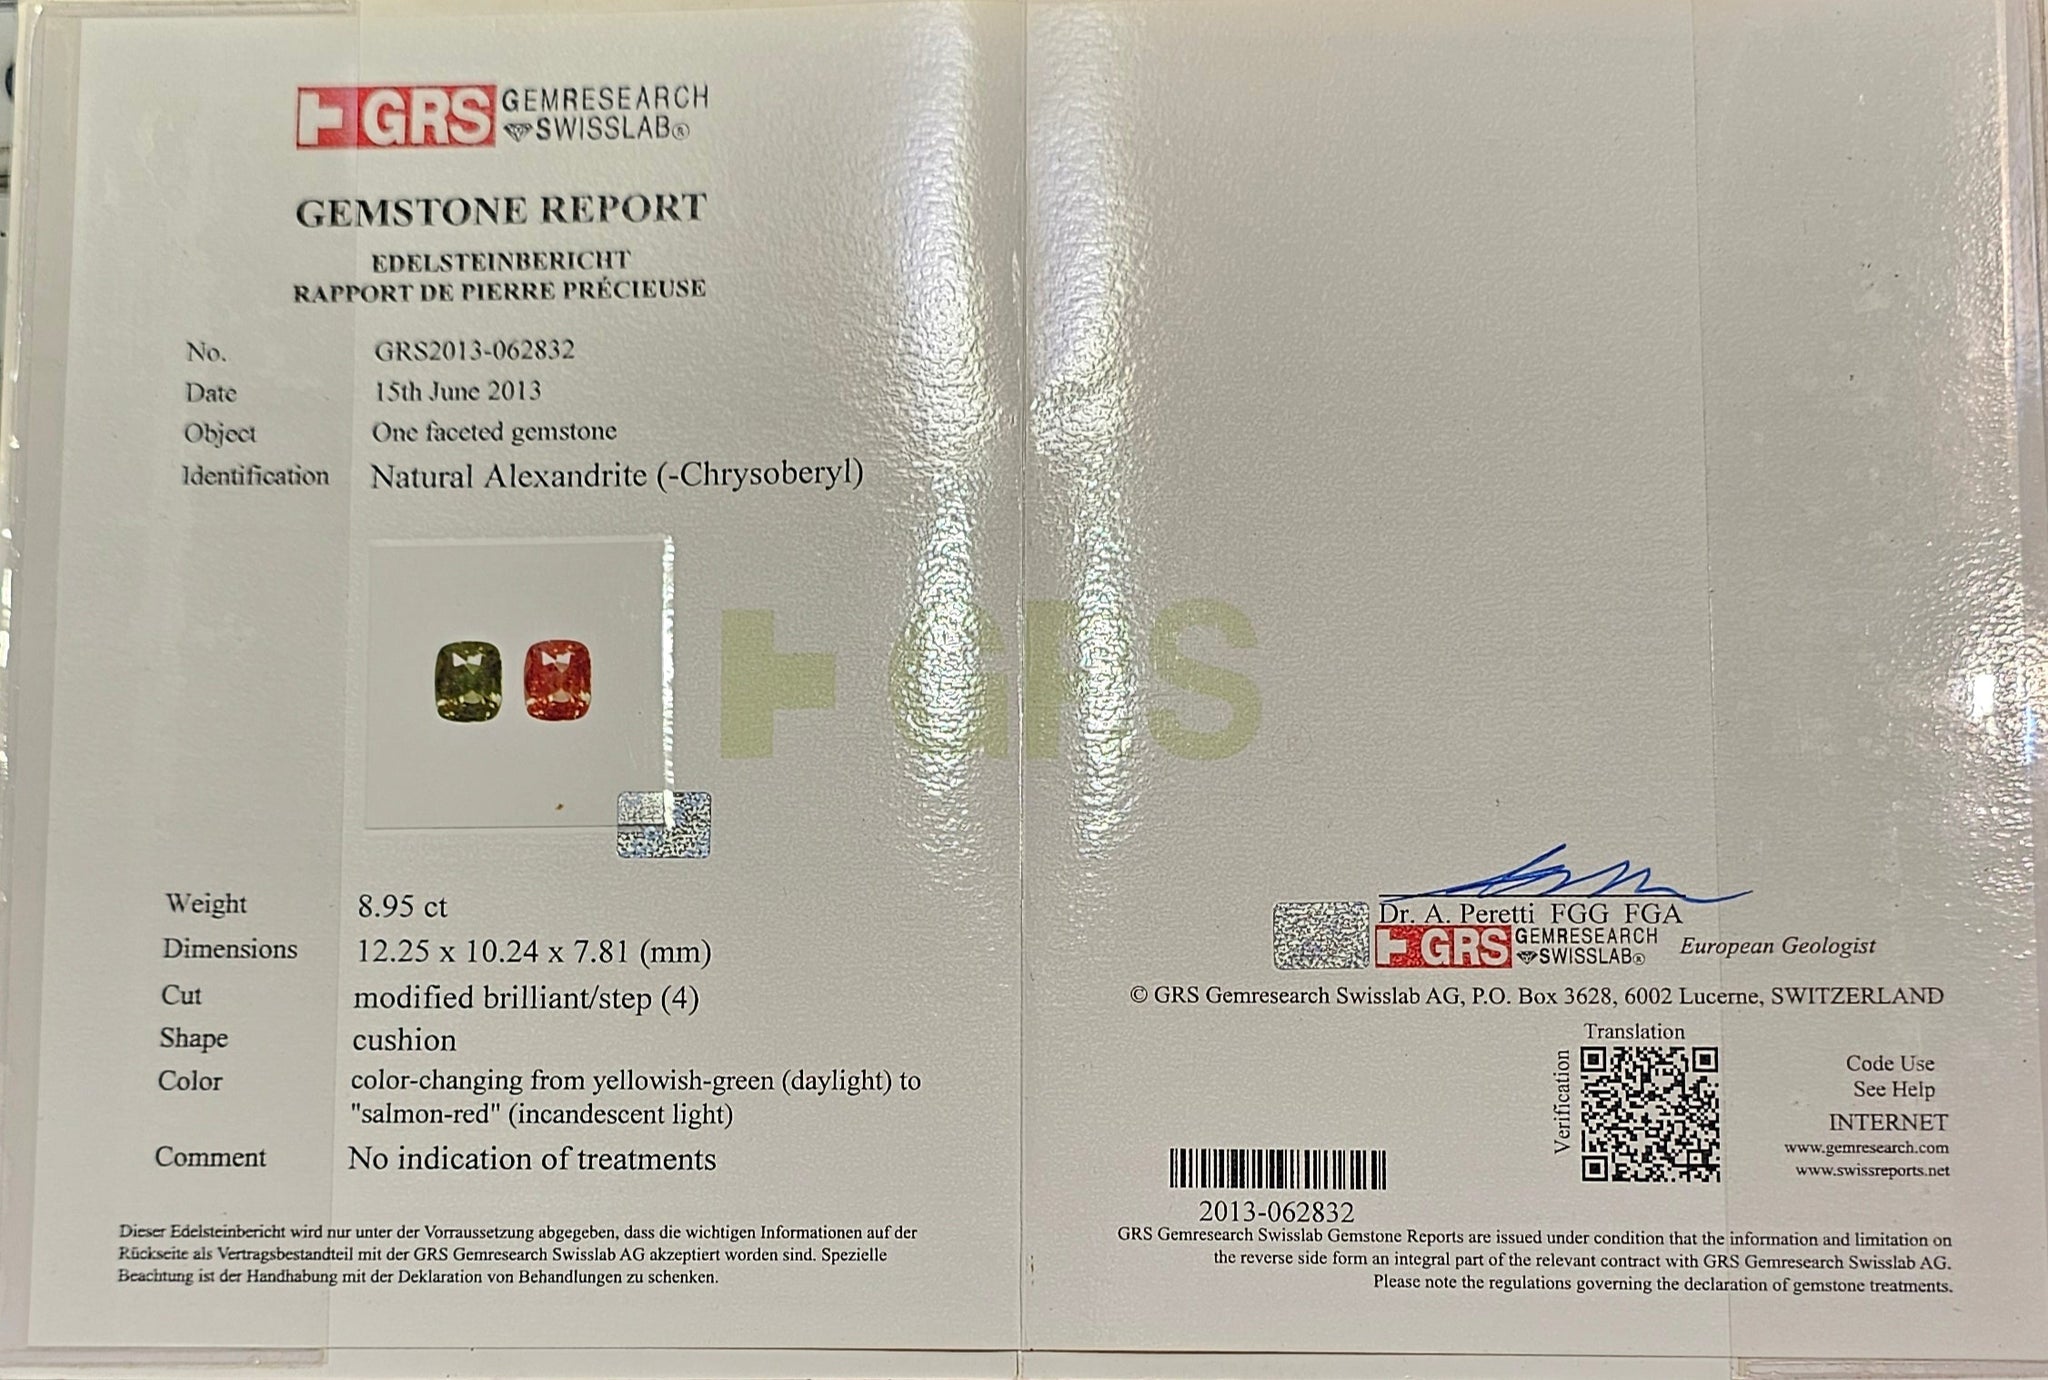 GRS GEMRESEARCH
SWISSLAB®
GEMSTONE REPORT
EDELSTEINBERICHT
RAPPORT DE PIERRE PRÉCIEUSE
No. GRS2013-062832
Date 15th June 2013
Object One faceted gemstone
Identification Natural Alexandrite (-Chrysoberyl)
GRS
Weight 8.95 ct
Dimensions 12.25 x 10.24 x 7.81 (mm)
Cut modified brilliant/step (4)
Shape cushion
Color color-changing from yellowish-green (daylight) to
"salmon-red" (incandescent light)
Comment No indication of treatments
Dieser Edelsteinbericht wird nur unter der Vorraussetzung abgegeben, dass die wichtigen Informationen auf der
Rückseite als Vertragsbestandteil mit der GRS Gemresearch Swisslab AG akzeptiert worden sind. Spezielle
Beachtung ist der Handhabung mit der Deklaration von Behandlungen zu schenken.
Dr. A. Peretti FGG FGA
GRS GEMRESEARCH
SWISSLAB® European Geologist
© GRS Gemresearch Swisslab AG, P.O. Box 3628, 6002 Lucerne, SWITZERLAND
Translation
Verification
Code Use
See Help
INTERNET
www.gemresearch.com
www.swissreports.net
2013-062832
GRS Gemresearch Swisslab Gemstone Reports are issued under condition that the information and limitation on
the reverse side form an integral part of the relevant contract with GRS Gemresearch Swisslab AG.
Please note the regulations governing the declaration of gemstone treatments.